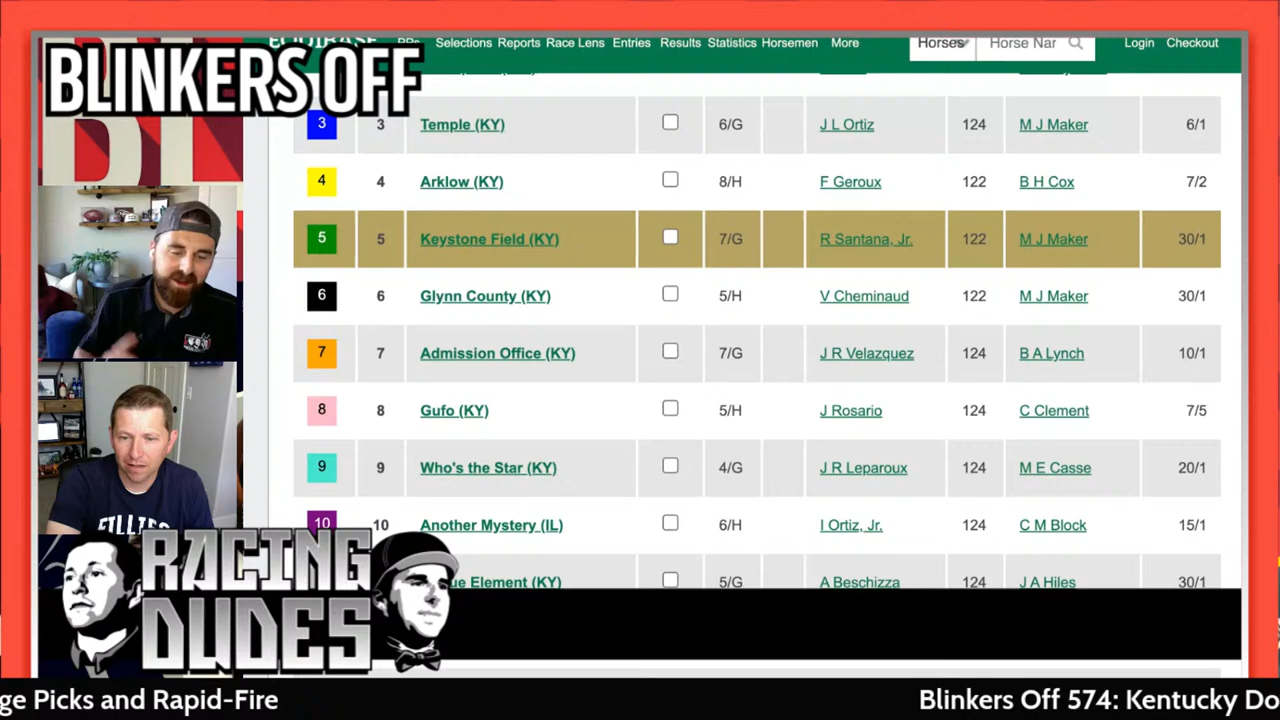 BLINKERS OFF
Selections Reports Race Lens Entries Results Statistics Horsemen More Horses Horse Nar Login Checkout
3 3 Temple (KY) 6/G J L Ortiz 124 M J Maker 6/1
4 4 Arklow (KY) 8/H F Geroux 122 B H Cox 7/2
5 5 Keystone Field (KY) 7/G R Santana, Jr. 122 M J Maker 30/1
6 6 Glynn County (KY) 5/H V Cheminaud 122 M J Maker 30/1
7 7 Admission Office (KY) 7/G J R Velazquez 124 B A Lynch 10/1
8 8 Gufo (KY) 5/H J Rosario 124 C Clement 7/5
9 9 Who's the Star (KY) 4/G J R Leparoux 124 M E Casse 20/1
10 10 Another Mystery (IL) 6/H I Ortiz, Jr. 124 C M Block 15/1
ue Element (KY) 5/G A Beschizza 124 J A Hiles 30/1
RACING
DUDES
ge Picks and Rapid-Fire Blinkers Off 574: Kentucky Do